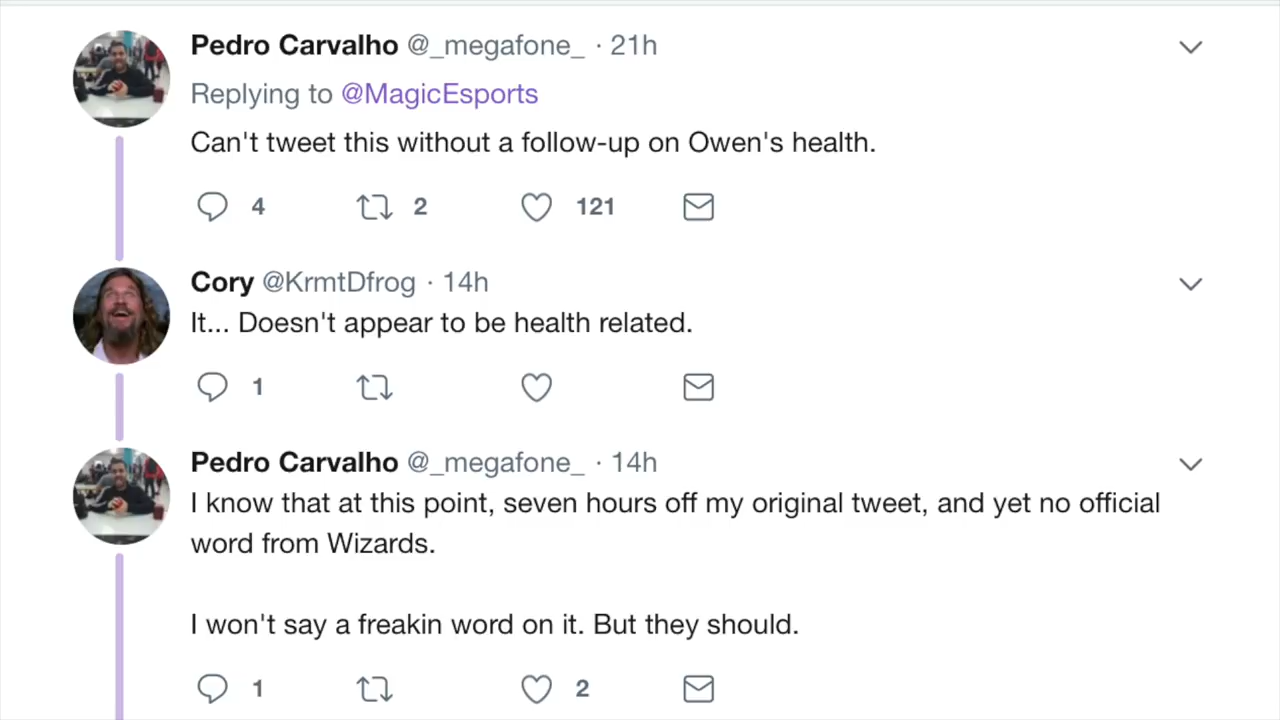 Pedro Carvalho @_megafone_ · 21h
Replying to @MagicEsports
Can't tweet this without a follow-up on Owen's health.
4 2 121
Cory @KrmtDfrog · 14h
It... Doesn't appear to be health related.
1
Pedro Carvalho @_megafone_ · 14h
I know that at this point, seven hours off my original tweet, and yet no official
word from Wizards.
I won't say a freakin word on it. But they should.
1 2